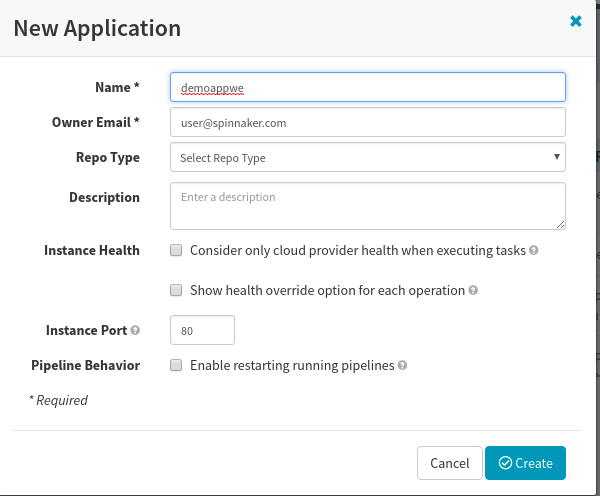 New Application
Name *
demoappwe
Owner Email *
user@spinnaker.com
Repo Type
Select Repo Type
Description
Enter a description
Instance Health
Consider only cloud provider health when executing tasks
Show health override option for each operation
Instance Port
80
Pipeline Behavior
Enable restarting running pipelines
* Required
Cancel
Create